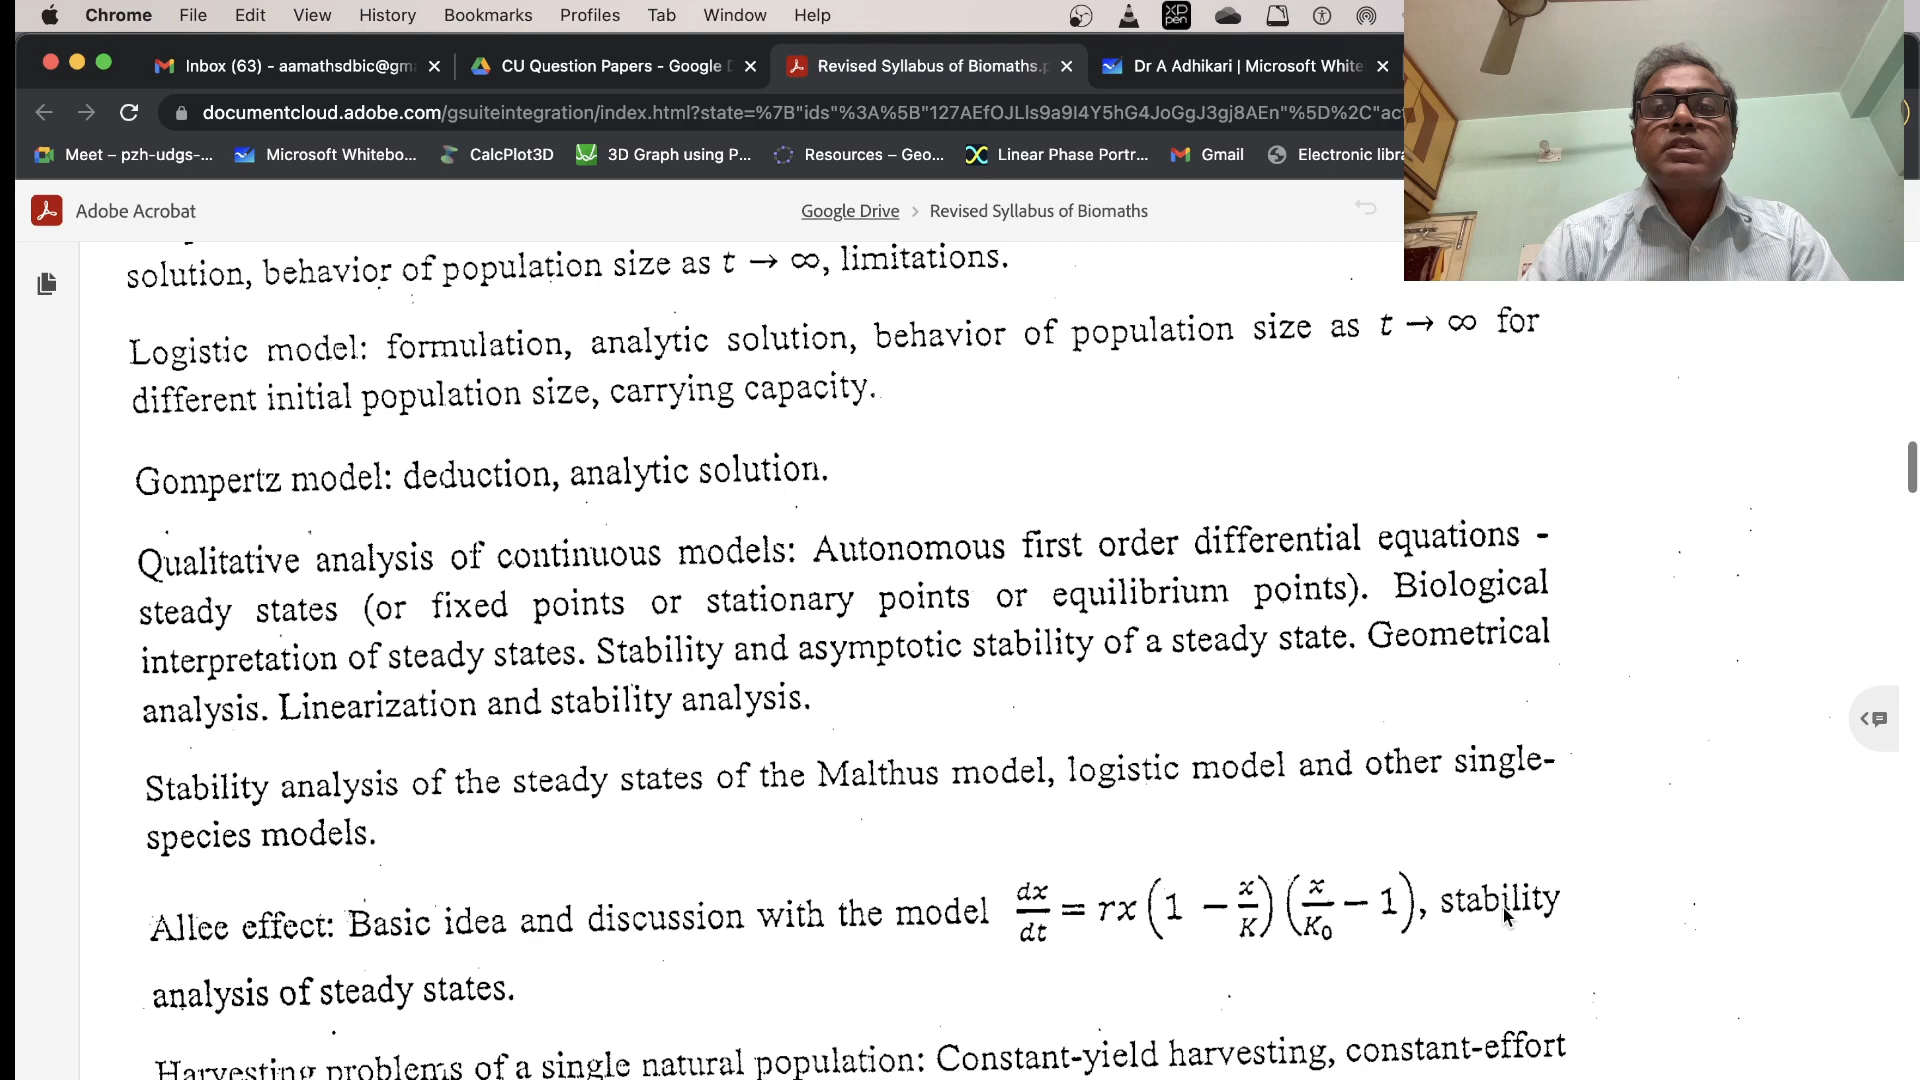 Chrome File Edit View History Bookmarks Profiles Tab Window Help
Inbox (63) - aamathsdbic@gm
CU Question Papers - Google D
Revised Syllabus of Biomaths.p
Dr A Adhikari | Microsoft White
documentcloud.adobe.com/gsuiteintegration/index.html?state=%7B"ids"%3A%5B"127AEfOJLls9a9I4Y5hG4JoGgJ3gj8AEn"%5D%2C"act
Meet – pzh-udgs-... Microsoft Whitebo... CalcPlot3D 3D Graph using P... Resources – Geo... Linear Phase Portr... Gmail Electronic libra
Adobe Acrobat
Google Drive > Revised Syllabus of Biomaths
solution, behavior of population size as t → ∞, limitations.
Logistic model: formulation, analytic solution, behavior of population size as t → ∞ for
different initial population size, carrying capacity.
Gompertz model: deduction, analytic solution.
Qualitative analysis of continuous models: Autonomous first order differential equations -
steady states (or fixed points or stationary points or equilibrium points). Biological
interpretation of steady states. Stability and asymptotic stability of a steady state. Geometrical
analysis. Linearization and stability analysis.
Stability analysis of the steady states of the Malthus model, logistic model and other single-
species models.
Allee effect: Basic idea and discussion with the model dx/dt = rx(1 − x/K)(x/K₀ − 1), stability
analysis of steady states.
Harvesting problems of a single natural population: Constant-yield harvesting, constant-effort